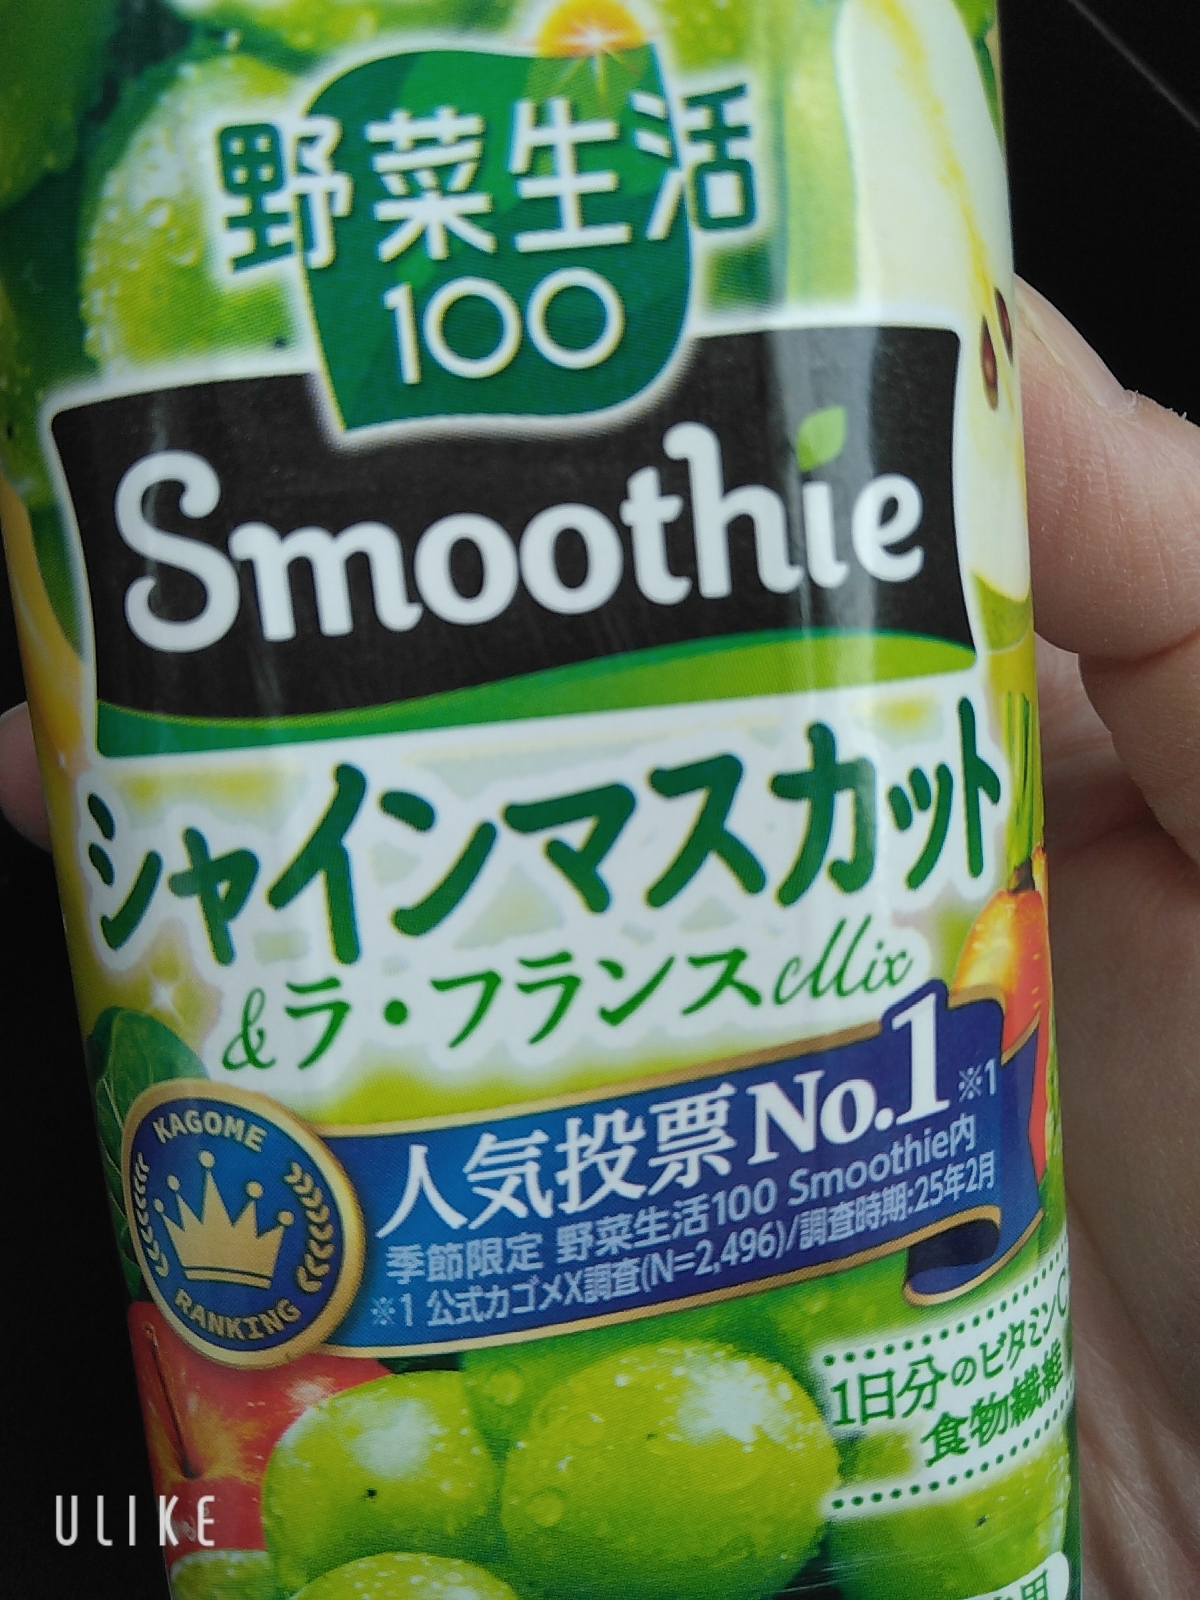 野菜生活
100
Smoothie
シャインマスカット
&ラ・フランスMix
人気投票No.1※1
季節限定 野菜生活100 Smoothie内
※1 公式カゴメX調査(N=2,496)/調査時期:25年2月
KAGOME
RANKING
1日分のビタミンC
食物繊維
ULIKE